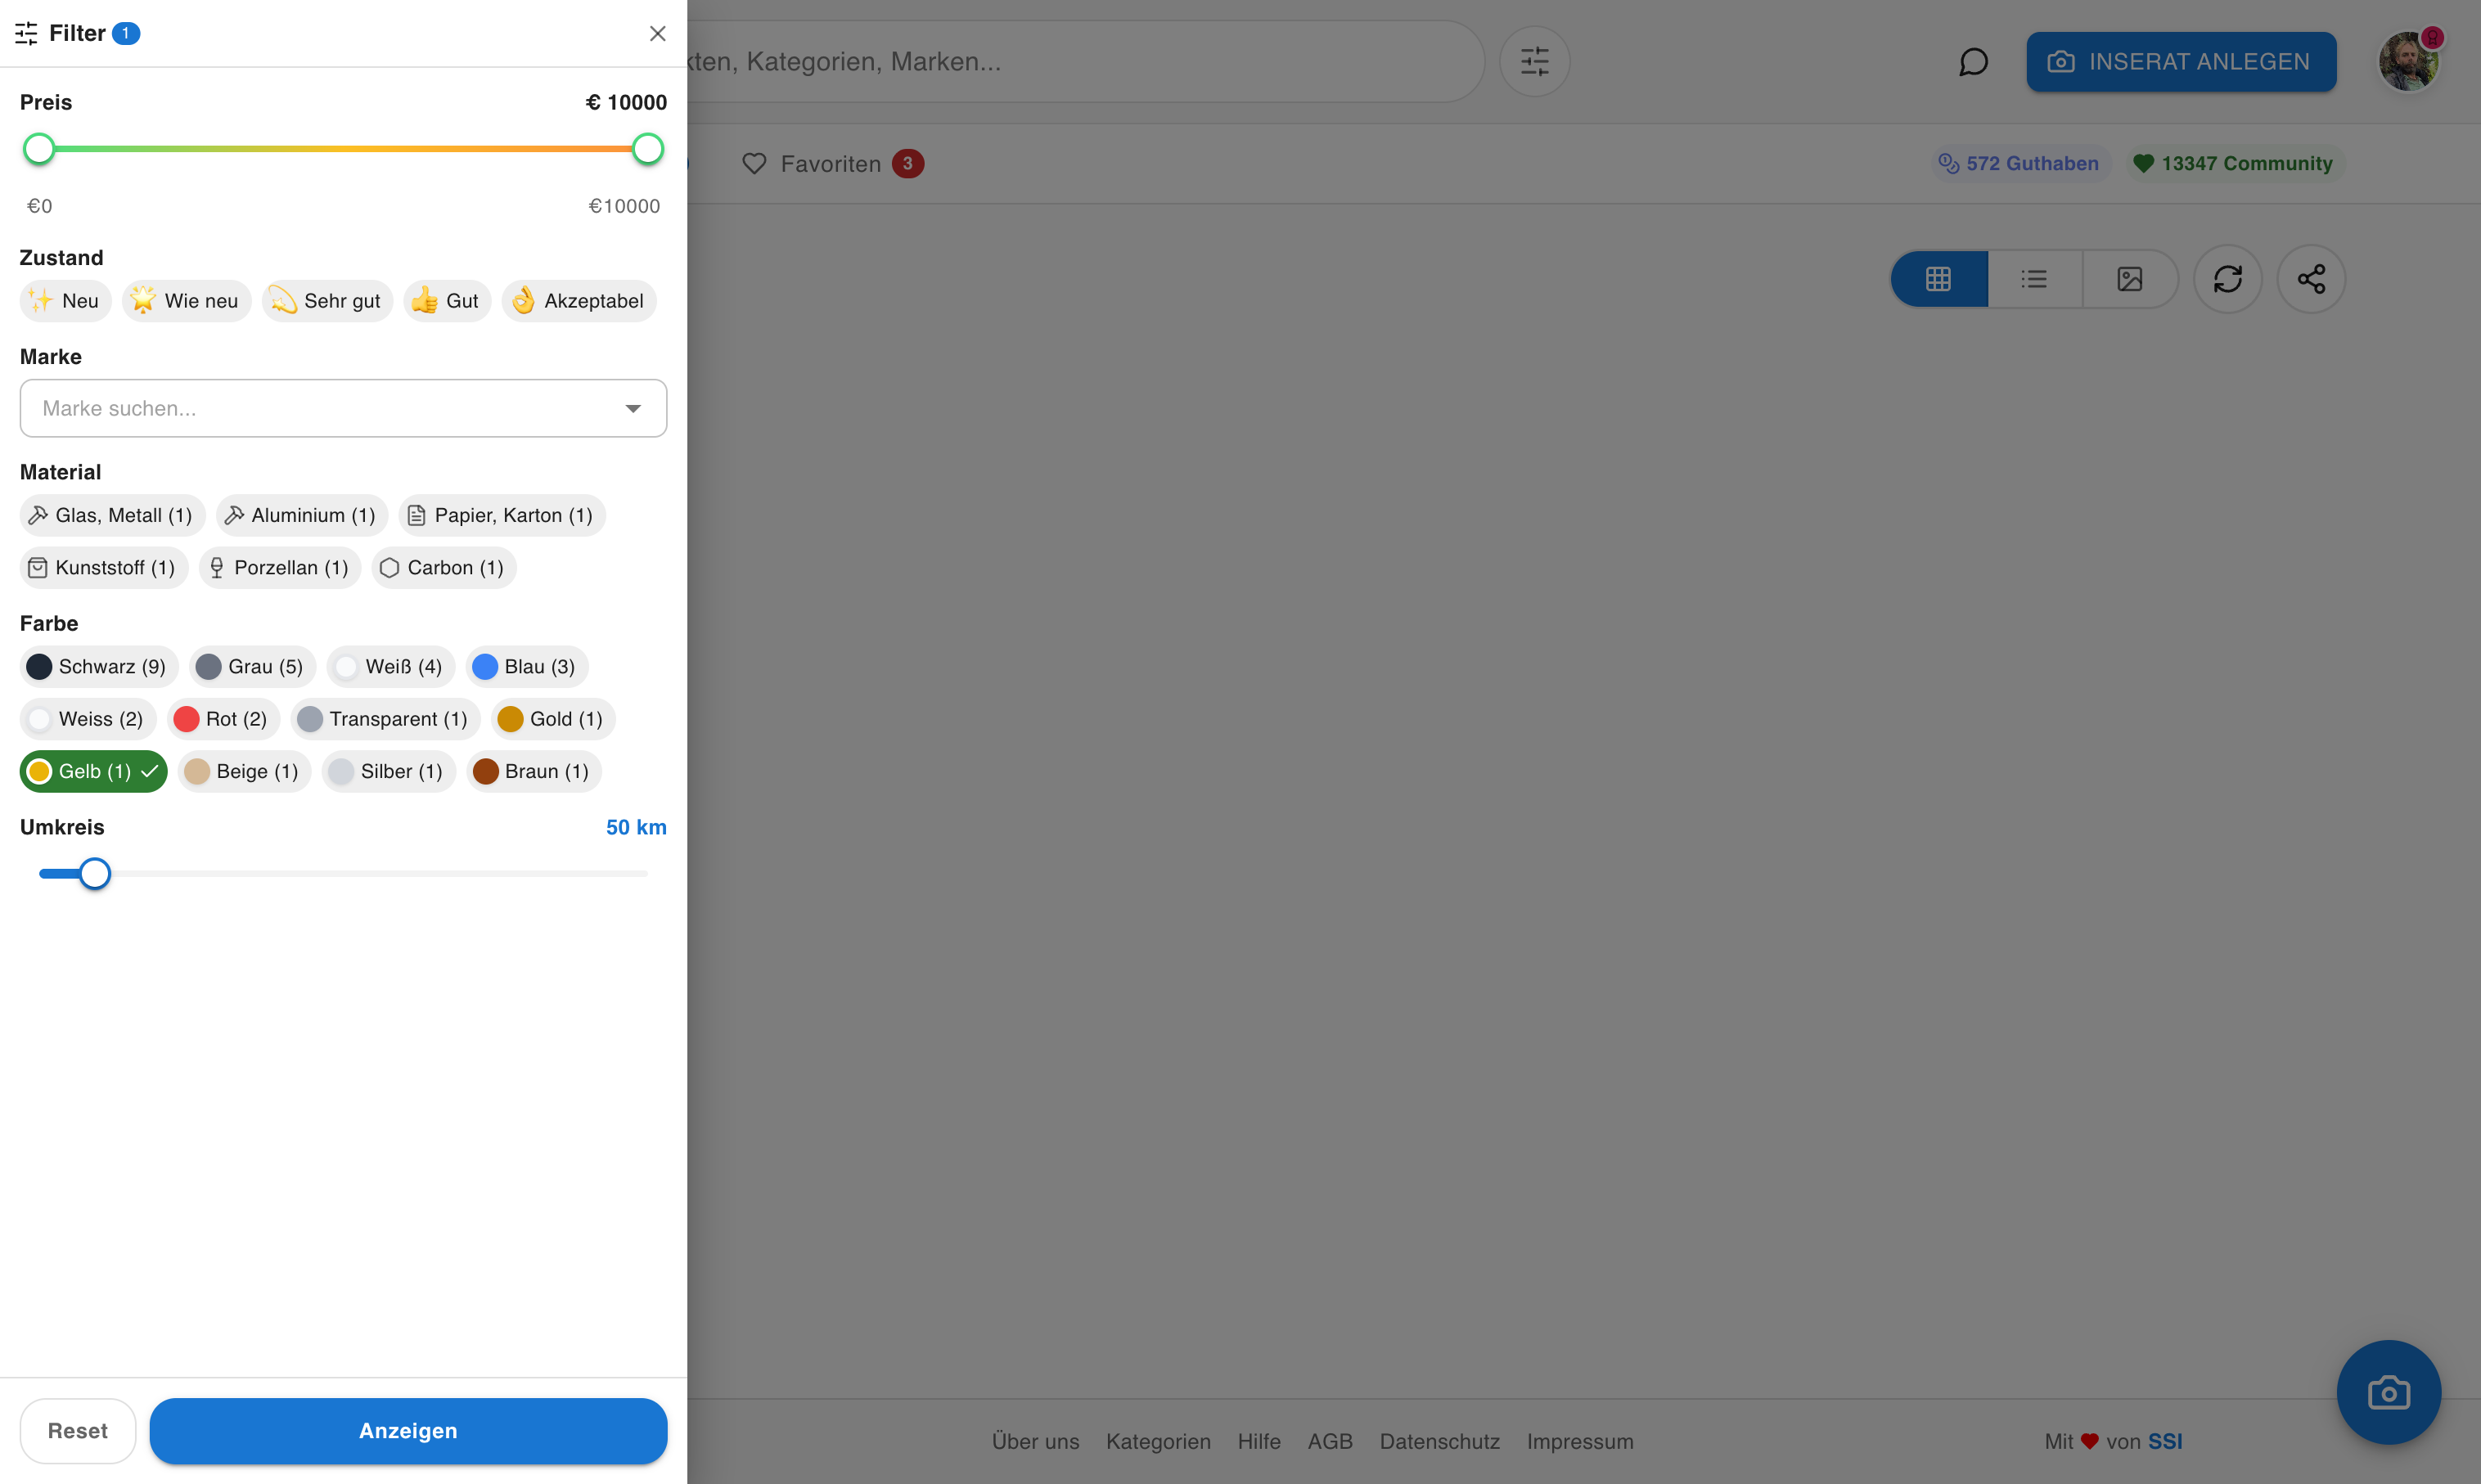 Filter 1
kten, Kategorien, Marken...
INSERAT ANLEGEN
Preis € 10000
€0 €10000
Favoriten 3
572 Guthaben
13347 Community
Zustand
Neu Wie neu Sehr gut Gut Akzeptabel
Marke
Marke suchen...
Material
Glas, Metall (1) Aluminium (1) Papier, Karton (1)
Kunststoff (1) Porzellan (1) Carbon (1)
Farbe
Schwarz (9) Grau (5) Weiß (4) Blau (3)
Weiss (2) Rot (2) Transparent (1) Gold (1)
Gelb (1) Beige (1) Silber (1) Braun (1)
Umkreis 50 km
Reset Anzeigen
Über uns Kategorien Hilfe AGB Datenschutz Impressum
Mit ❤ von SSI